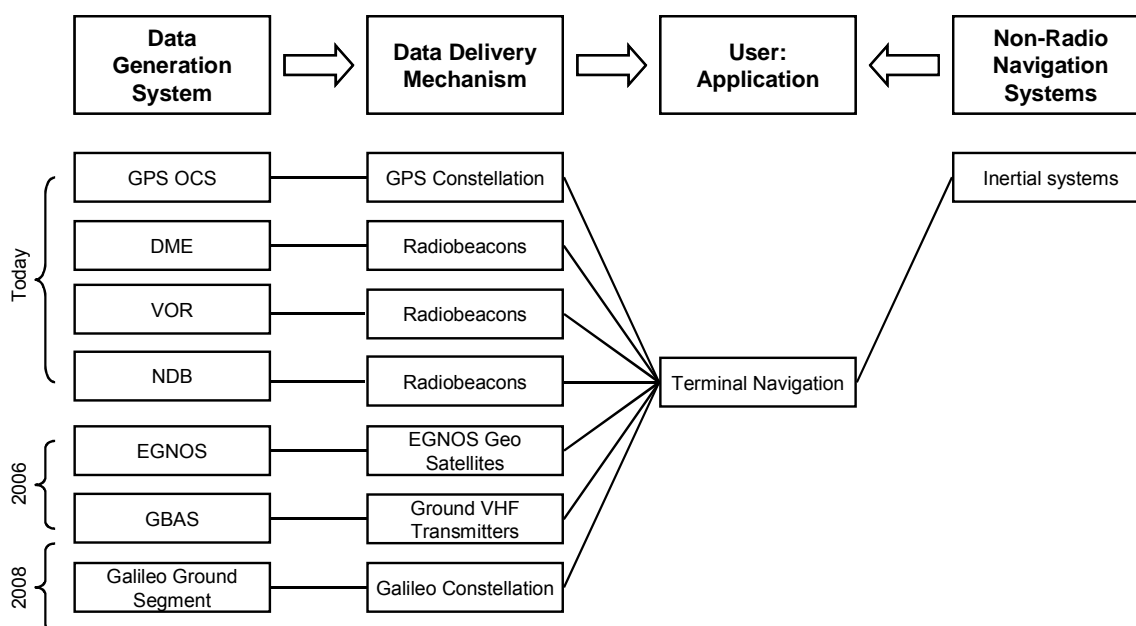 Data
Generation
System
Data Delivery
Mechanism
User:
Application
Non-Radio
Navigation
Systems
Today
GPS OCS
GPS Constellation
Inertial systems
DME
Radiobeacons
VOR
Radiobeacons
NDB
Radiobeacons
Terminal Navigation
2006
EGNOS
EGNOS Geo
Satellites
GBAS
Ground VHF
Transmitters
2008
Galileo Ground
Segment
Galileo Constellation